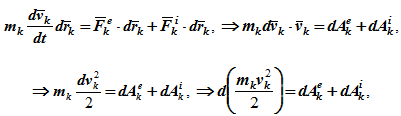 m_k \frac{d\bar{v}_k}{dt} d\bar{r}_k = \bar{F}_k^e \cdot d\bar{r}_k + \bar{F}_k^i \cdot d\bar{r}_k, \Rightarrow m_k d\bar{v}_k \cdot \bar{v}_k = dA_k^e + dA_k^i,
\Rightarrow m_k \frac{dv_k^2}{2} = dA_k^e + dA_k^i, \Rightarrow d\left(\frac{m_k v_k^2}{2}\right) = dA_k^e + dA_k^i,